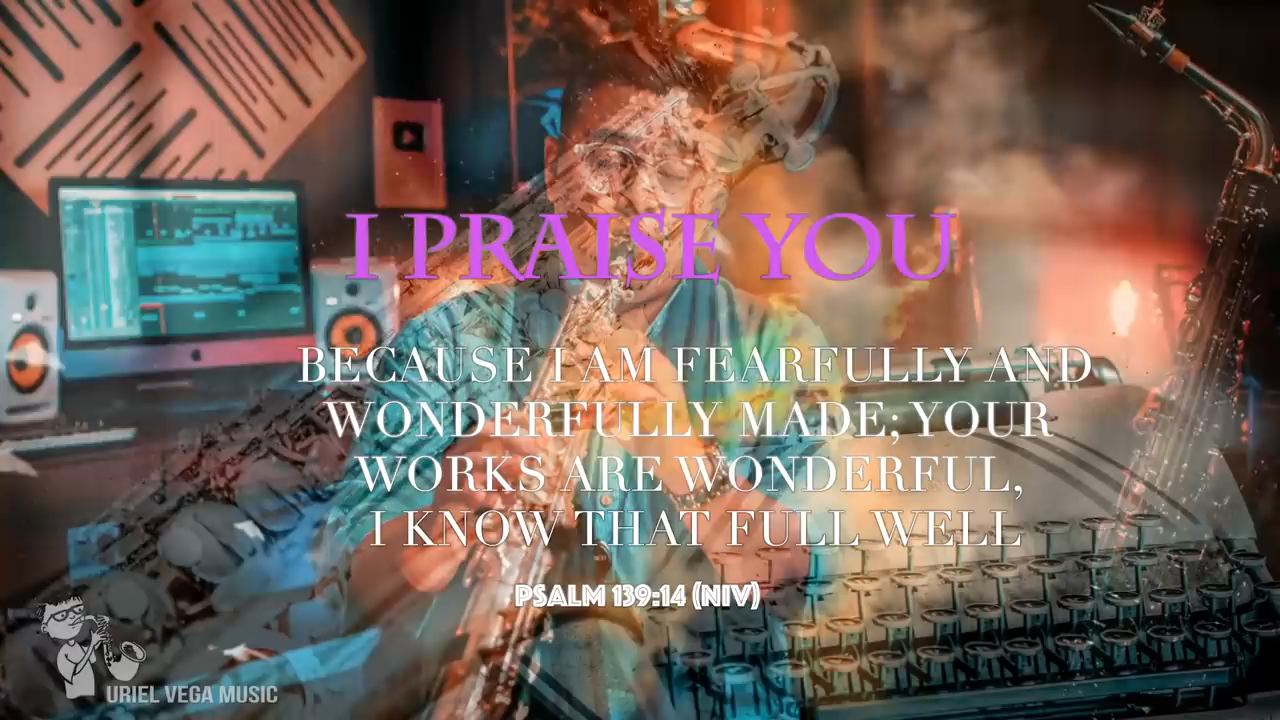 I PRAISE YOU
BECAUSE I AM FEARFULLY AND
WONDERFULLY MADE; YOUR
WORKS ARE WONDERFUL,
I KNOW THAT FULL WELL
PSALM 139:14 (NIV)
URIEL VEGA MUSIC